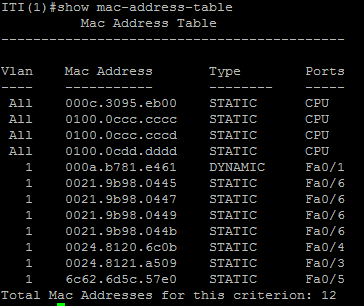 ITI(1)#show mac-address-table
Mac Address Table
-------------------------------------------
Vlan Mac Address Type Ports
---- ----------- -------- -----
All 000c.3095.eb00 STATIC CPU
All 0100.0ccc.cccc STATIC CPU
All 0100.0ccc.cccd STATIC CPU
All 0100.0cdd.dddd STATIC CPU
1 000a.b781.e461 DYNAMIC Fa0/1
1 0021.9b98.0445 STATIC Fa0/6
1 0021.9b98.0447 STATIC Fa0/6
1 0021.9b98.0449 STATIC Fa0/6
1 0021.9b98.044b STATIC Fa0/6
1 0024.8120.6c0b STATIC Fa0/4
1 0024.8121.a509 STATIC Fa0/3
1 6c62.6d5c.57e0 STATIC Fa0/5
Total Mac Addresses for this criterion: 12